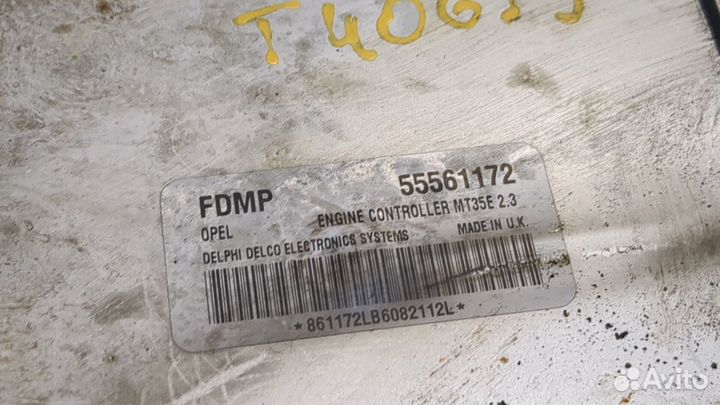 FDMP 55561172
OPEL ENGINE CONTROLLER MT35E 2.3
DELPHI DELCO ELECTRONICS SYSTEMS MADE IN U.K.
*861172LB6082112L*
Avito